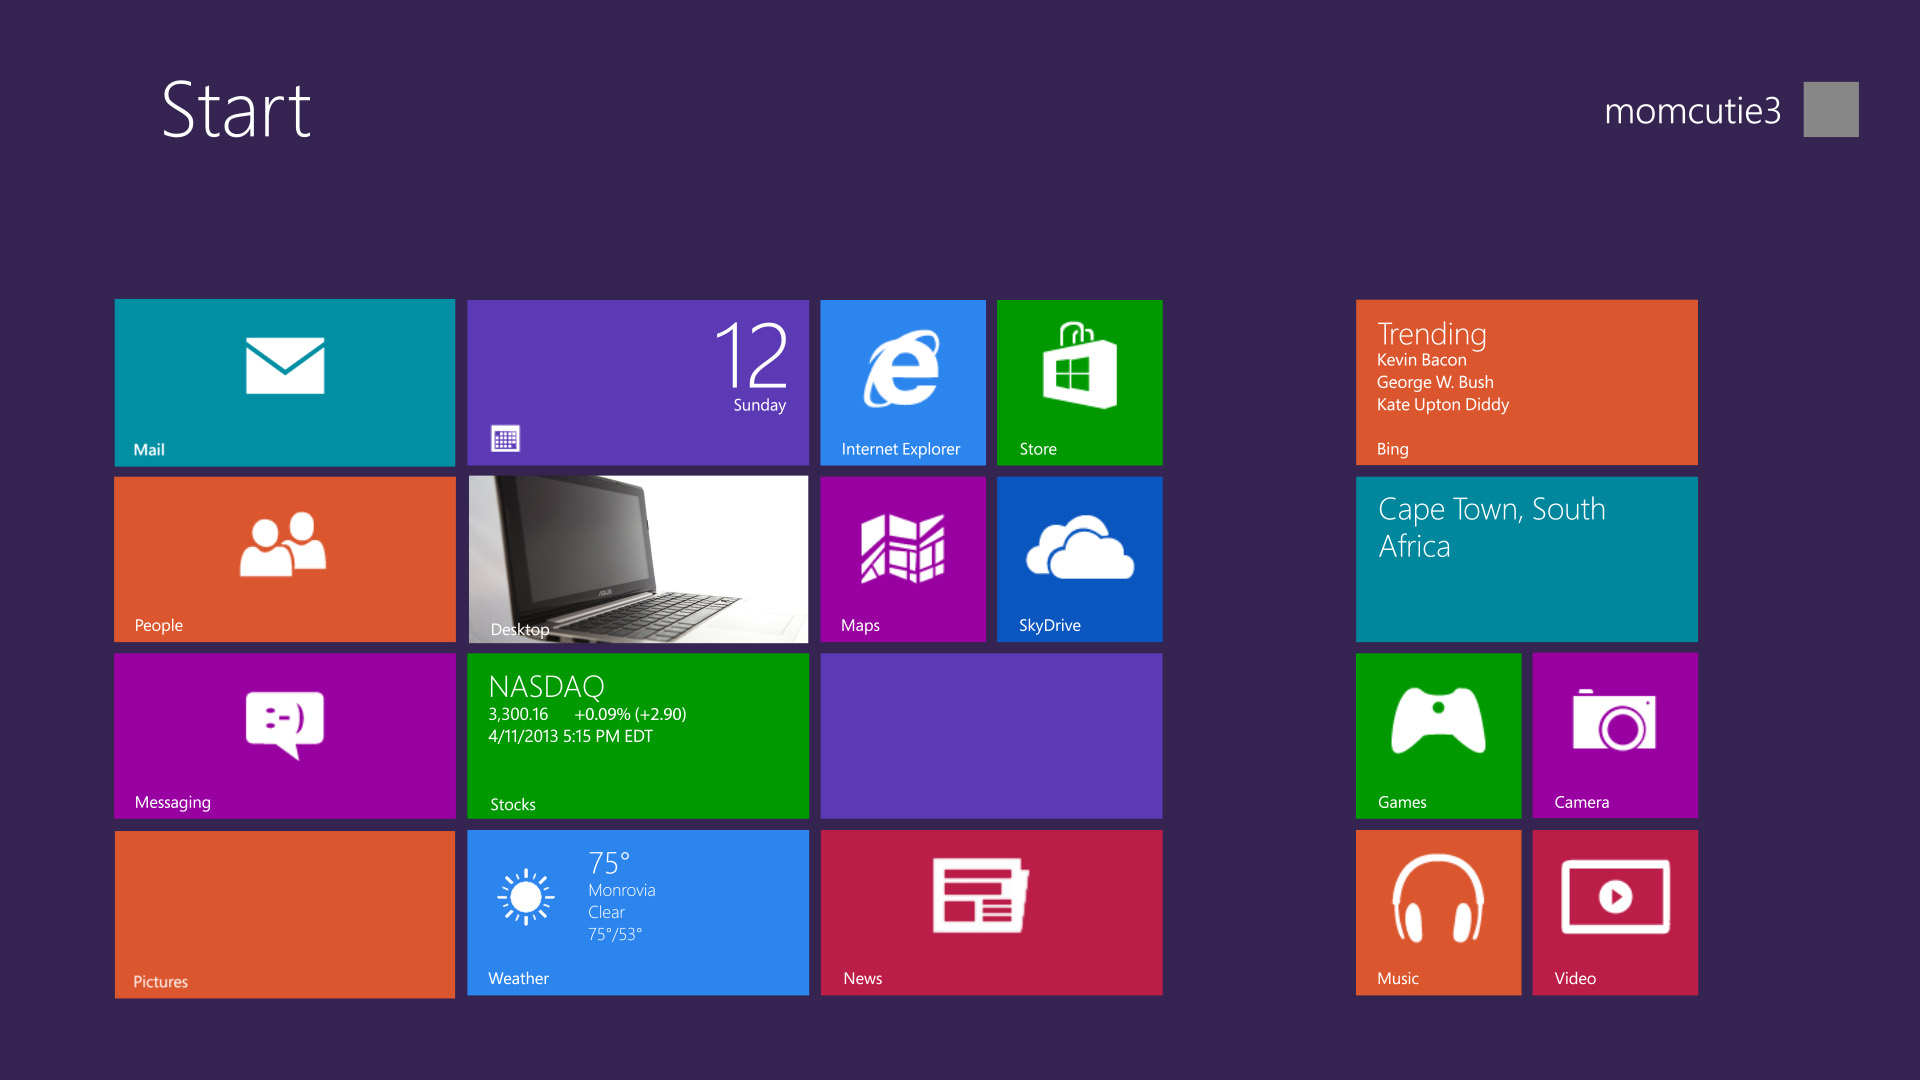 Start
momcutie3
Mail
12
Sunday
Internet Explorer
Store
Trending
Kevin Bacon
George W. Bush
Kate Upton Diddy
Bing
People
ASUS
Desktop
Maps
SkyDrive
Cape Town, South
Africa
:-)
Messaging
NASDAQ
3,300.16 +0.09% (+2.90)
4/11/2013 5:15 PM EDT
Stocks
Games
Camera
Pictures
75°
Monrovia
Clear
75°/53°
Weather
News
Music
Video